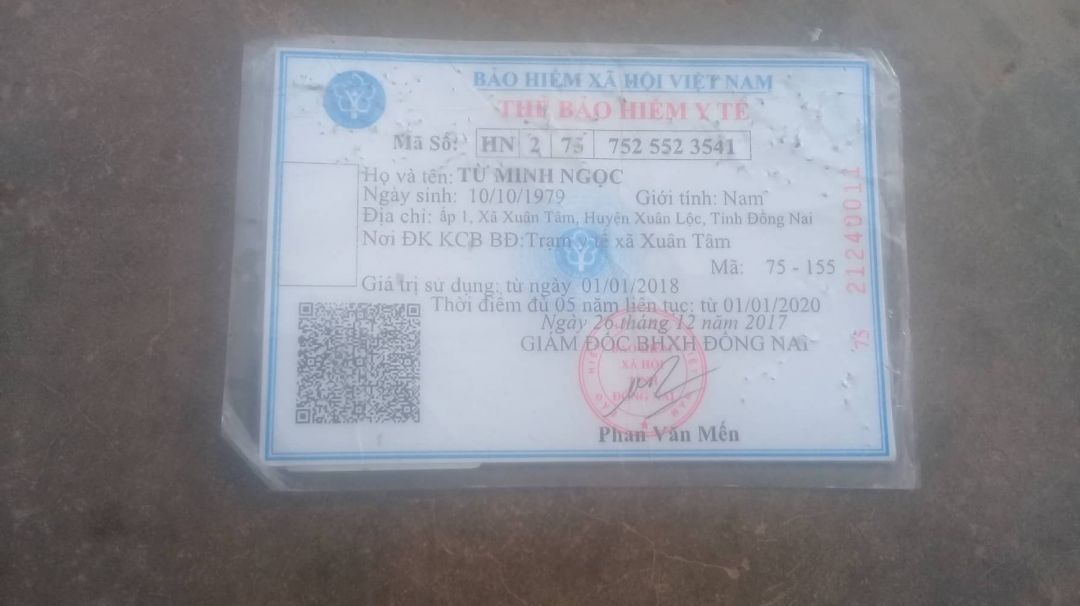 BẢO HIỂM XÃ HỘI VIỆT NAM
THẺ BẢO HIỂM Y TẾ
Mã Số: HN 2 75 752 552 3541
Họ và tên: TỪ MINH NGỌC
Ngày sinh: 10/10/1979 Giới tính: Nam
Địa chỉ: ấp 1, Xã Xuân Tâm, Huyện Xuân Lộc, Tỉnh Đồng Nai
Nơi ĐK KCB BĐ: Trạm y tế xã Xuân Tâm
Mã: 75 - 155
Giá trị sử dụng: từ ngày 01/01/2018
Thời điểm đủ 05 năm liên tục: từ 01/01/2020
Ngày 26 tháng 12 năm 2017
GIÁM ĐỐC BHXH ĐỒNG NAI
XÃ HỘI
Phan Văn Mến
75 21240011